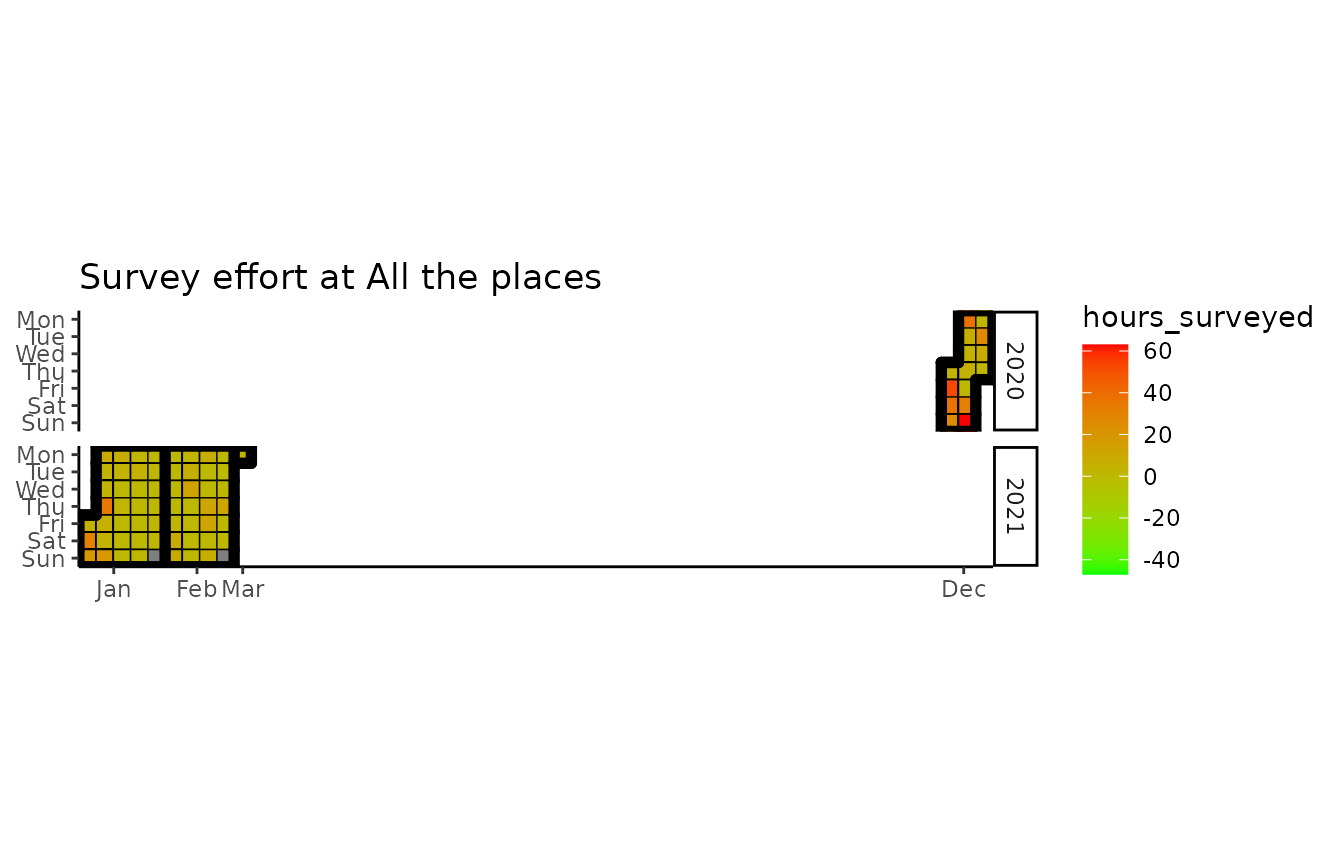 Survey effort at All the places
Mon
Tue
Wed
Thu
Fri
Sat
Sun
2020
Mon
Tue
Wed
Thu
Fri
Sat
Sun
2021
Jan Feb Mar Dec
hours_surveyed
60
40
20
0
-20
-40